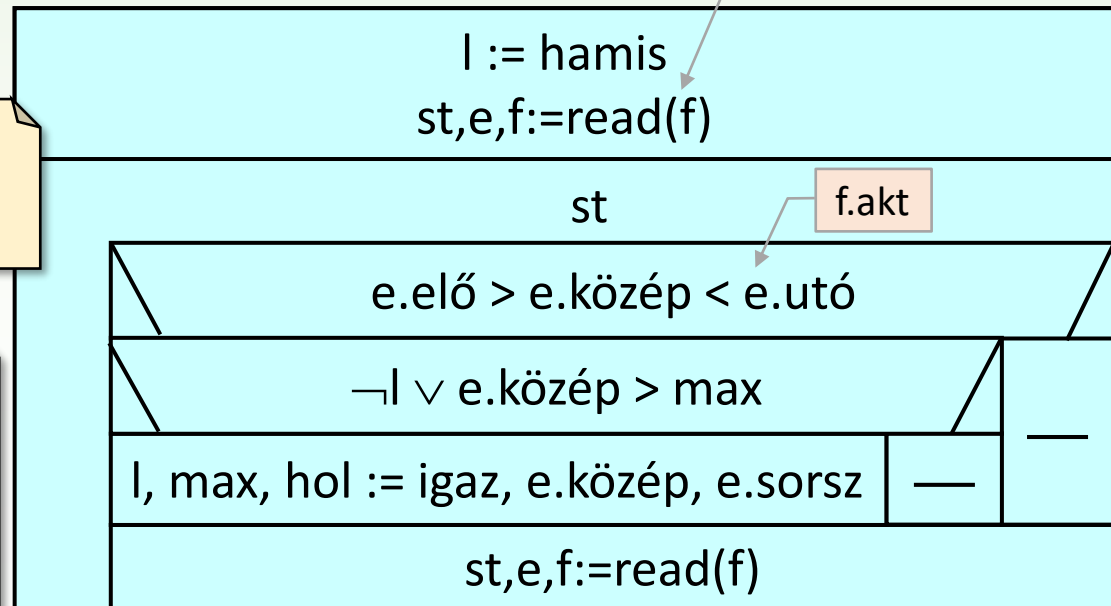 l := hamis
st,e,f:=read(f)
st
f.akt
e.elő > e.közép < e.utó
¬l ∨ e.közép > max
—
l, max, hol := igaz, e.közép, e.sorsz
—
st,e,f:=read(f)